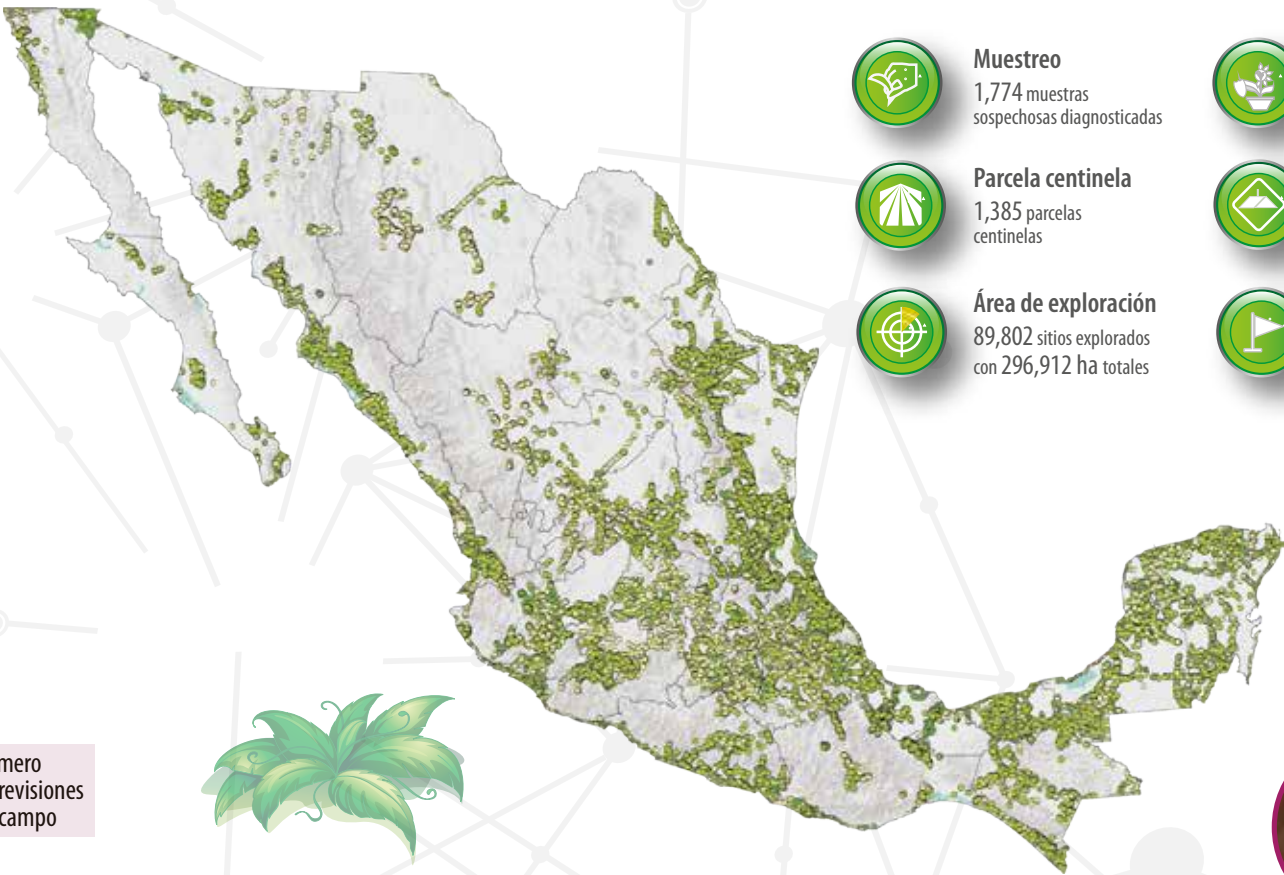 Muestreo
1,774 muestras
sospechosas diagnosticadas
Parcela centinela
1,385 parcelas
centinelas
Área de exploración
89,802 sitios explorados
con 296,912 ha totales
mero
revisiones
campo